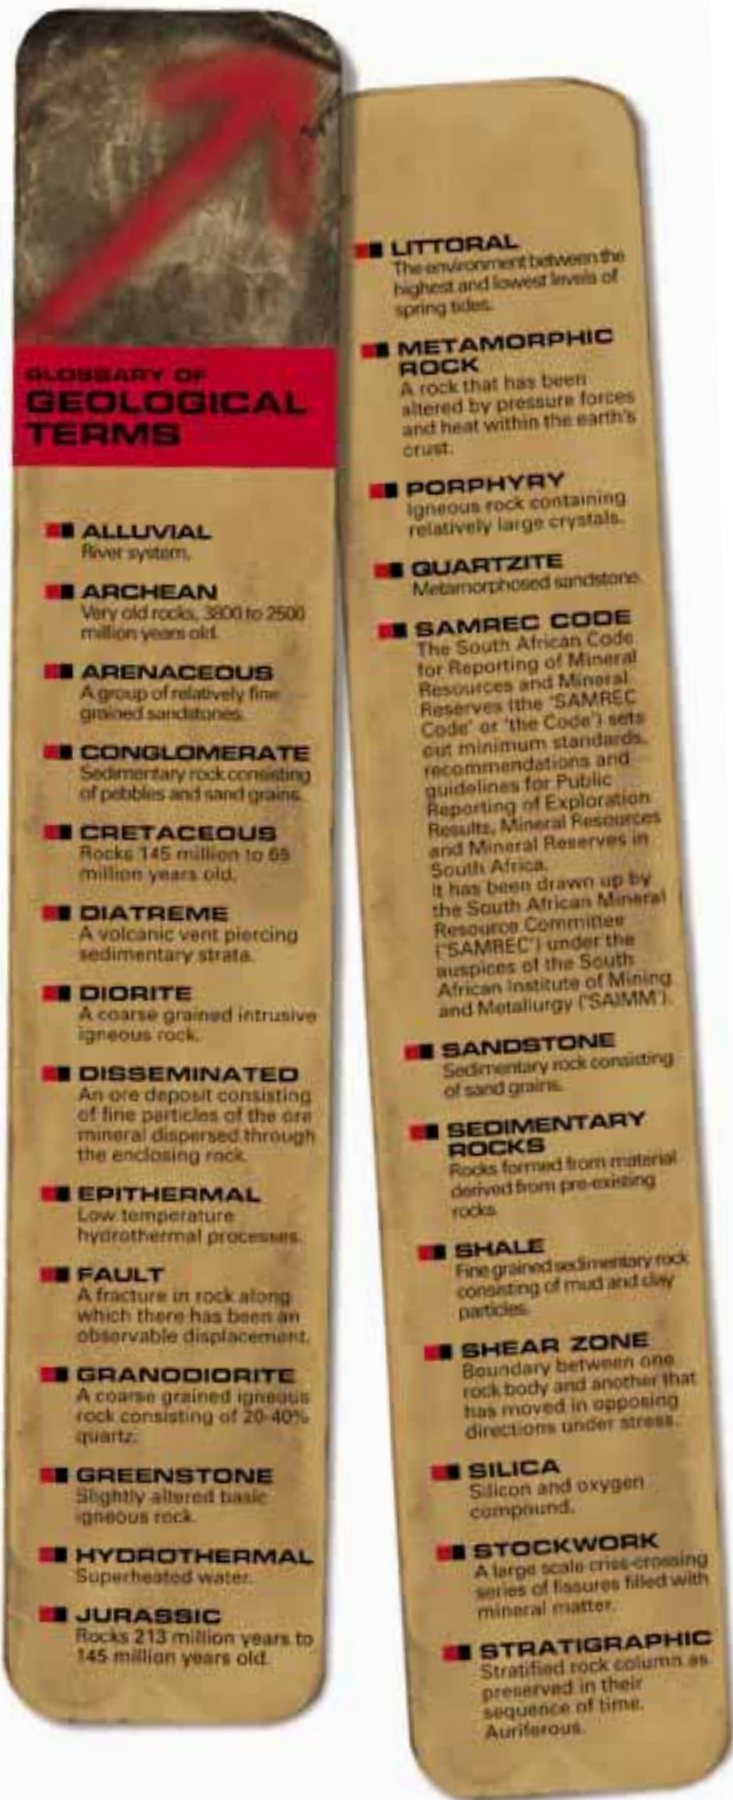 GLOSSARY OF
GEOLOGICAL
TERMS
ALLUVIAL
River system.
ARCHEAN
Very old rocks, 3800 to 2500
million years old.
ARENACEOUS
A group of relatively fine
grained sandstones.
CONGLOMERATE
Sedimentary rock consisting
of pebbles and sand grains.
CRETACEOUS
Rocks 145 million to 65
million years old.
DIATREME
A volcanic vent piercing
sedimentary strata.
DIORITE
A coarse grained intrusive
igneous rock.
DISSEMINATED
An ore deposit consisting
of fine particles of the ore
mineral dispersed through
the enclosing rock.
EPITHERMAL
Low temperature
hydrothermal processes.
FAULT
A fracture in rock along
which there has been an
observable displacement.
GRANODIORITE
A coarse grained igneous
rock consisting of 20-40%
quartz.
GREENSTONE
Slightly altered basic
igneous rock.
HYDROTHERMAL
Superheated water.
JURASSIC
Rocks 213 million years to
145 million years old.
LITTORAL
The environment between the
highest and lowest levels of
spring tides.
METAMORPHIC
ROCK
A rock that has been
altered by pressure forces
and heat within the earth's
crust.
PORPHYRY
Igneous rock containing
relatively large crystals.
QUARTZITE
Metamorphosed sandstone.
SAMREC CODE
The South African Code
for Reporting of Mineral
Resources and Mineral
Reserves (the 'SAMREC
Code' or 'the Code') sets
out minimum standards,
recommendations and
guidelines for Public
Reporting of Exploration
Results, Mineral Resources
and Mineral Reserves in
South Africa.
It has been drawn up by
the South African Mineral
Resource Committee
('SAMREC') under the
auspices of the South
African Institute of Mining
and Metallurgy ('SAIMM').
SANDSTONE
Sedimentary rock consisting
of sand grains.
SEDIMENTARY
ROCKS
Rocks formed from material
derived from pre-existing
rocks.
SHALE
Fine grained sedimentary rock
consisting of mud and clay
particles.
SHEAR ZONE
Boundary between one
rock body and another that
has moved in opposing
directions under stress.
SILICA
Silicon and oxygen
compound.
STOCKWORK
A large scale criss-crossing
series of fissures filled with
mineral matter.
STRATIGRAPHIC
Stratified rock column as
preserved in their
sequence of time.
Auriferous.